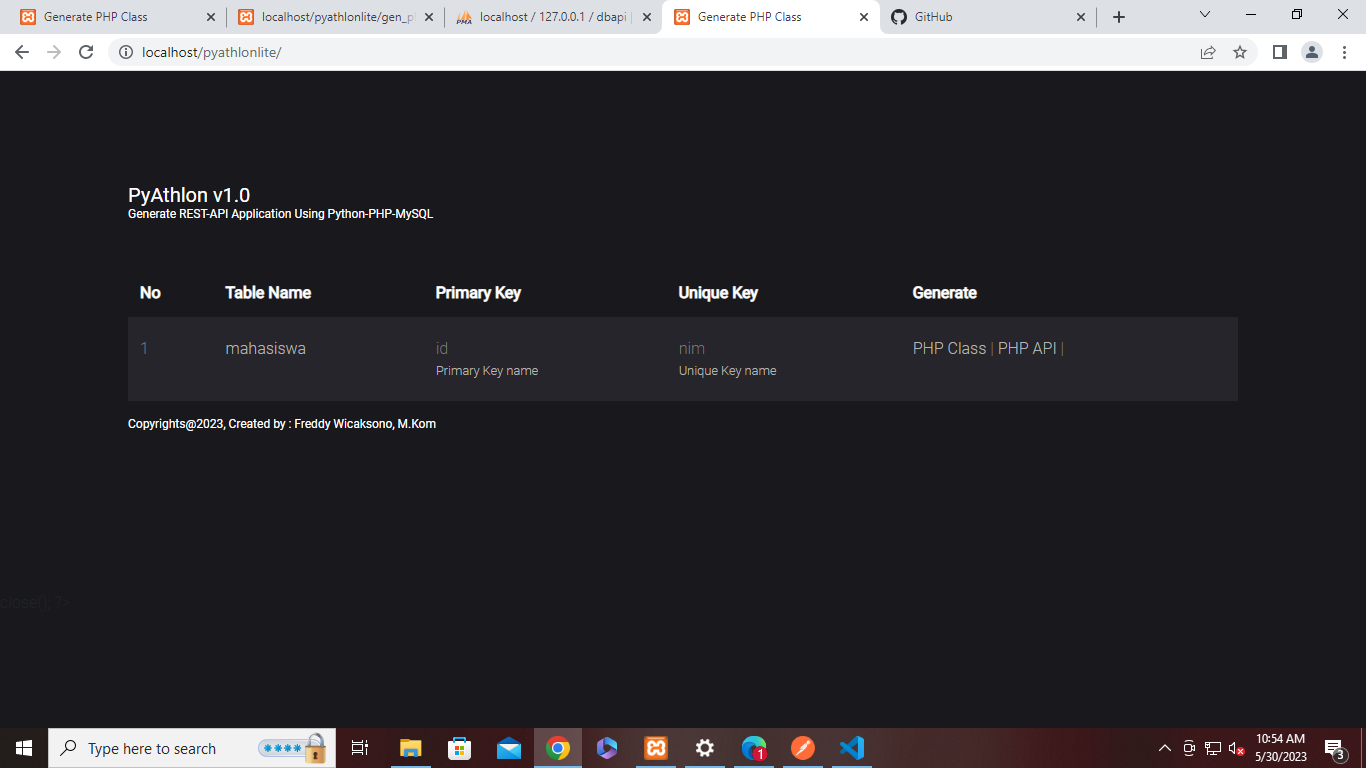 Generate PHP Class
localhost/pyathlonlite/gen_p
localhost / 127.0.0.1 / dbapi
Generate PHP Class
GitHub
localhost/pyathlonlite/
PyAthlon v1.0
Generate REST-API Application Using Python-PHP-MySQL
No Table Name Primary Key Unique Key Generate
1 mahasiswa id nim PHP Class | PHP API |
Primary Key name Unique Key name
Copyrights@2023, Created by : Freddy Wicaksono, M.Kom
close(); ?>
Type here to search
1
10:54 AM
5/30/2023
3